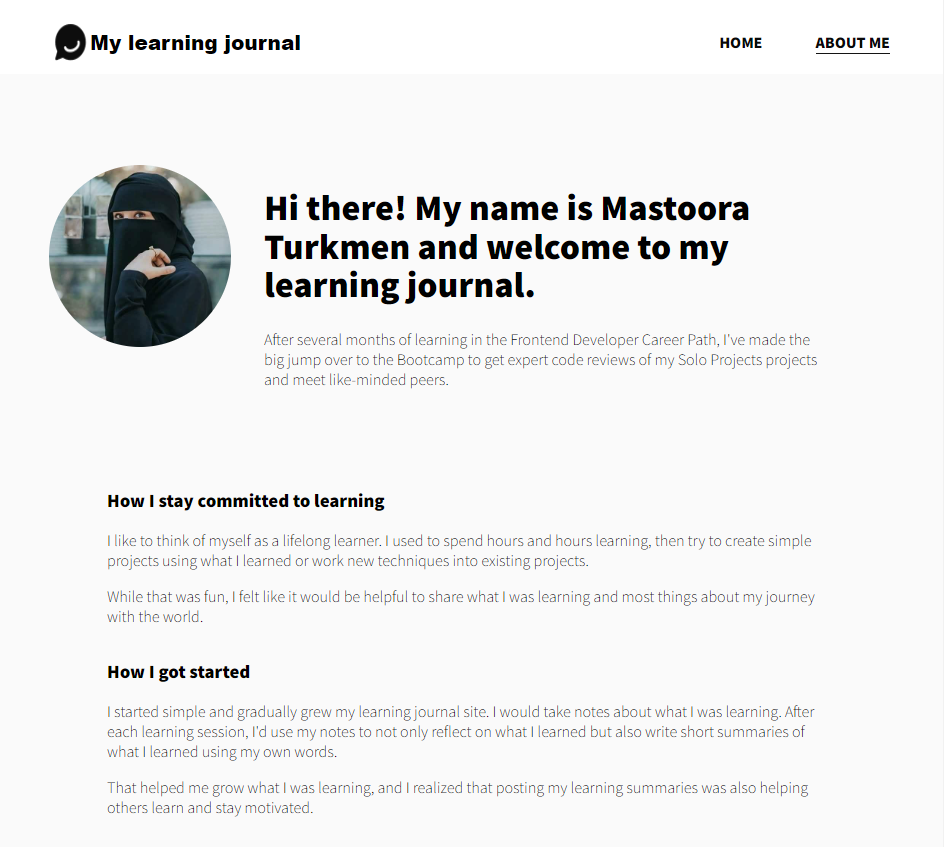 My learning journal
HOME
ABOUT ME
Hi there! My name is Mastoora
Turkmen and welcome to my
learning journal.
After several months of learning in the Frontend Developer Career Path, I've made the
big jump over to the Bootcamp to get expert code reviews of my Solo Projects projects
and meet like-minded peers.
How I stay committed to learning
I like to think of myself as a lifelong learner. I used to spend hours and hours learning, then try to create simple
projects using what I learned or work new techniques into existing projects.
While that was fun, I felt like it would be helpful to share what I was learning and most things about my journey
with the world.
How I got started
I started simple and gradually grew my learning journal site. I would take notes about what I was learning. After
each learning session, I'd use my notes to not only reflect on what I learned but also write short summaries of
what I learned using my own words.
That helped me grow what I was learning, and I realized that posting my learning summaries was also helping
others learn and stay motivated.